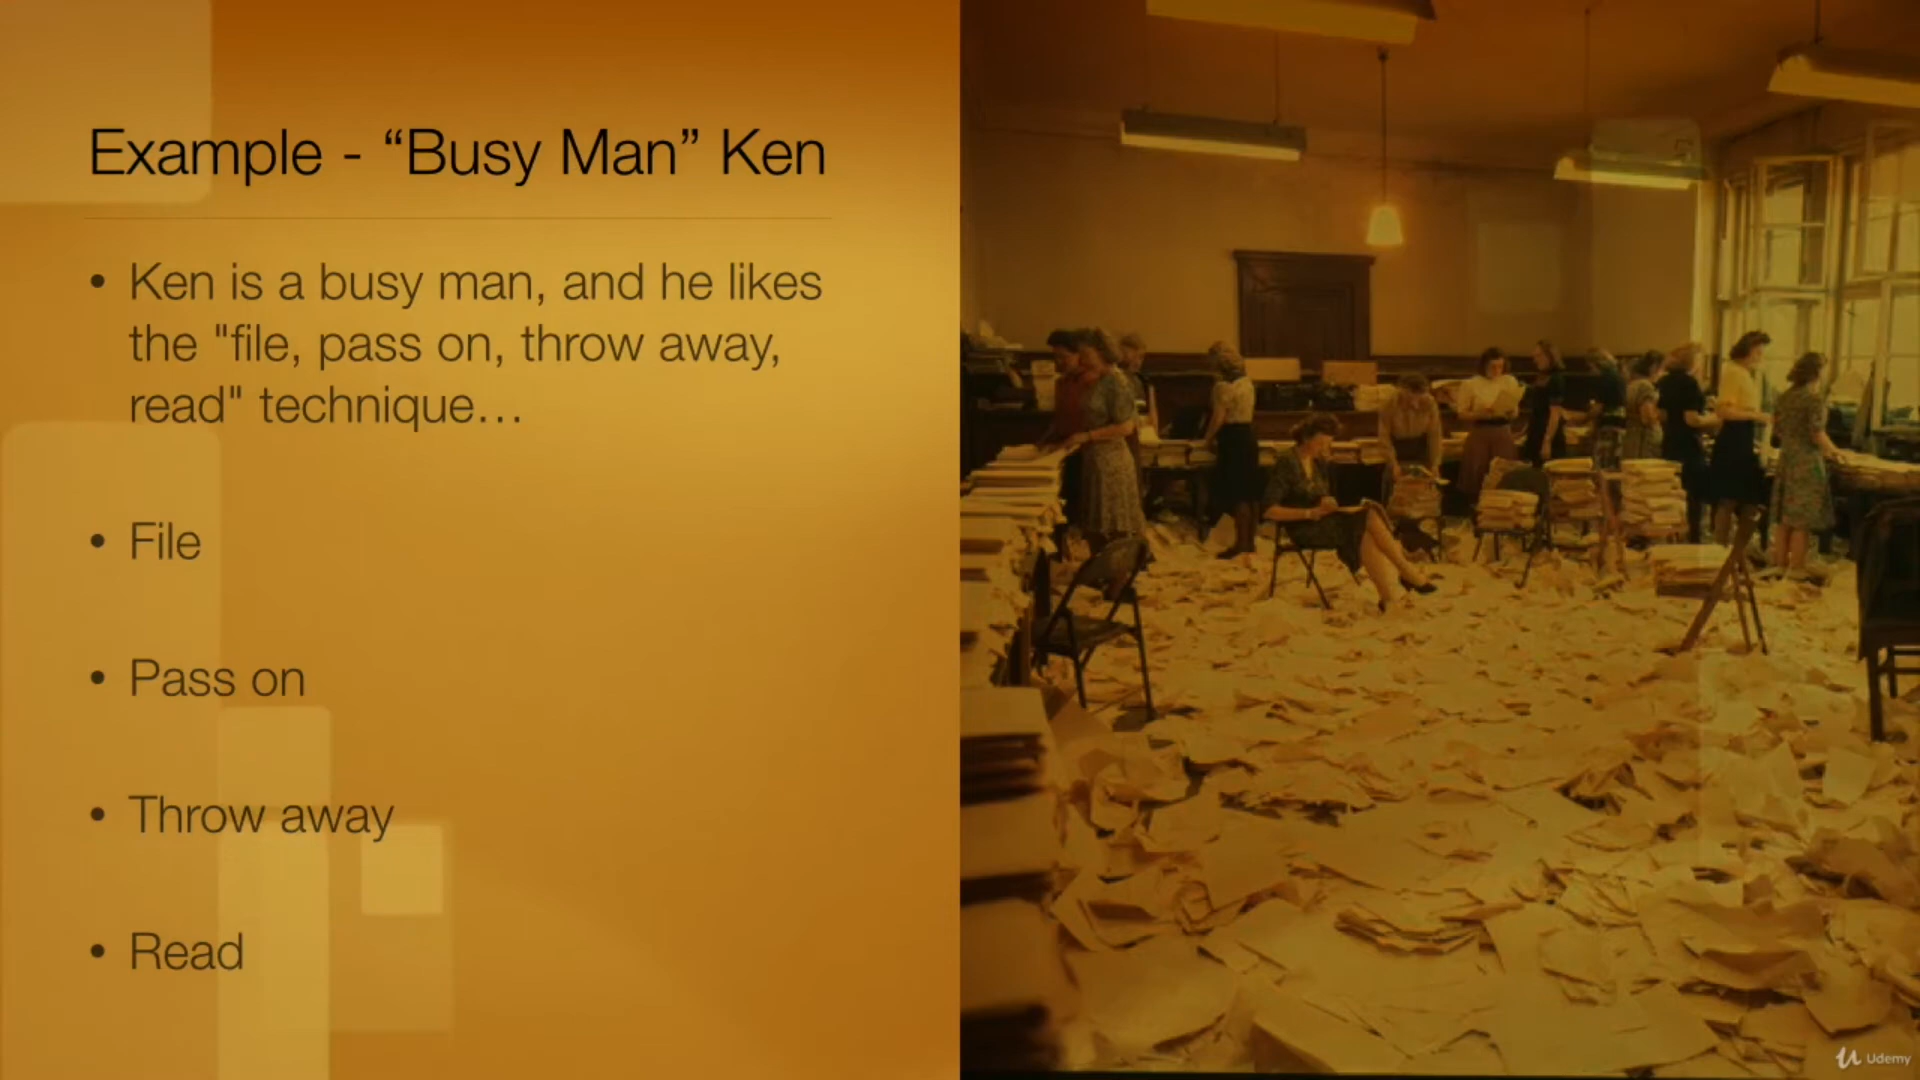 Example - “Busy Man” Ken
• Ken is a busy man, and he likes
the "file, pass on, throw away,
read" technique…
• File
• Pass on
• Throw away
• Read
Udemy